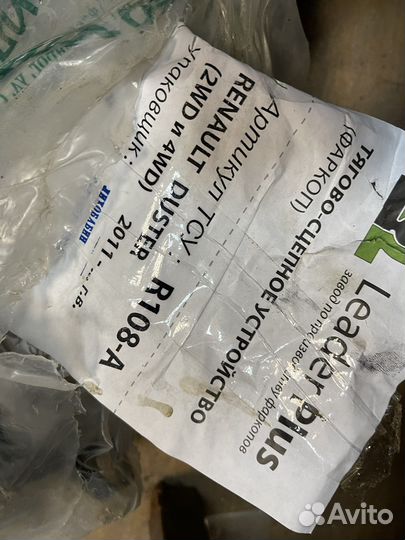 Leader Plus
завод по производству фаркопов
ТЯГОВО-СЦЕПНОЕ УСТРОЙСТВО
(ФАРКОП)
Артикул ТСУ: R108-A
RENAULT DUSTER 2011 -... г.в.
(2WD и 4WD)
Упаковщик:
Avito